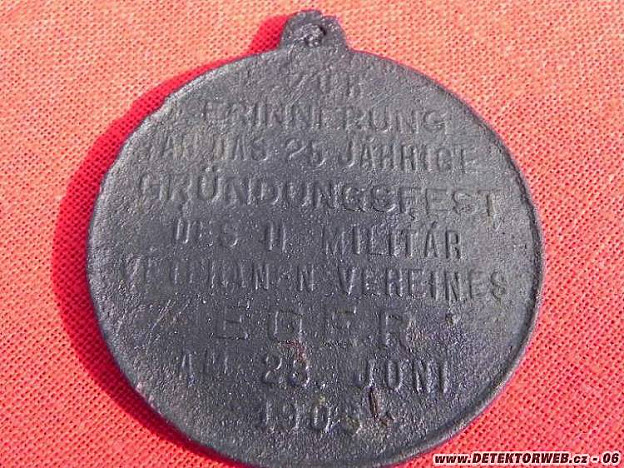 ZUR
ERINNERUNG
AN DAS 25 JÄHRIGE
GRÜNDUNGSFEST
DES II MILITÄR
VETERANEN VEREINES
EGER
AM 28. JUNI
www.DETEKTORWEB.cz - 06